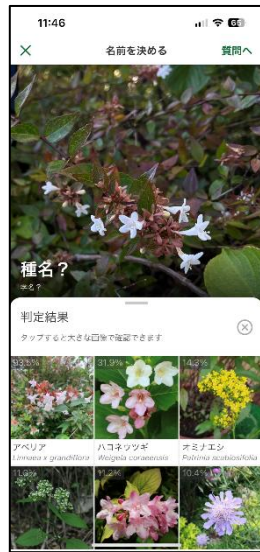 11:46
69
名前を決める
質問へ
種名？
学名？
判定結果
タップすると大きな画像で確認できます
93.5%
31.9%
14.3%
アベリア
ハコネウツギ
オミナエシ
Linnaea x grandiflora
Weigela coraeensis
Patrinia scabiosifolia
11.2%
10.4%